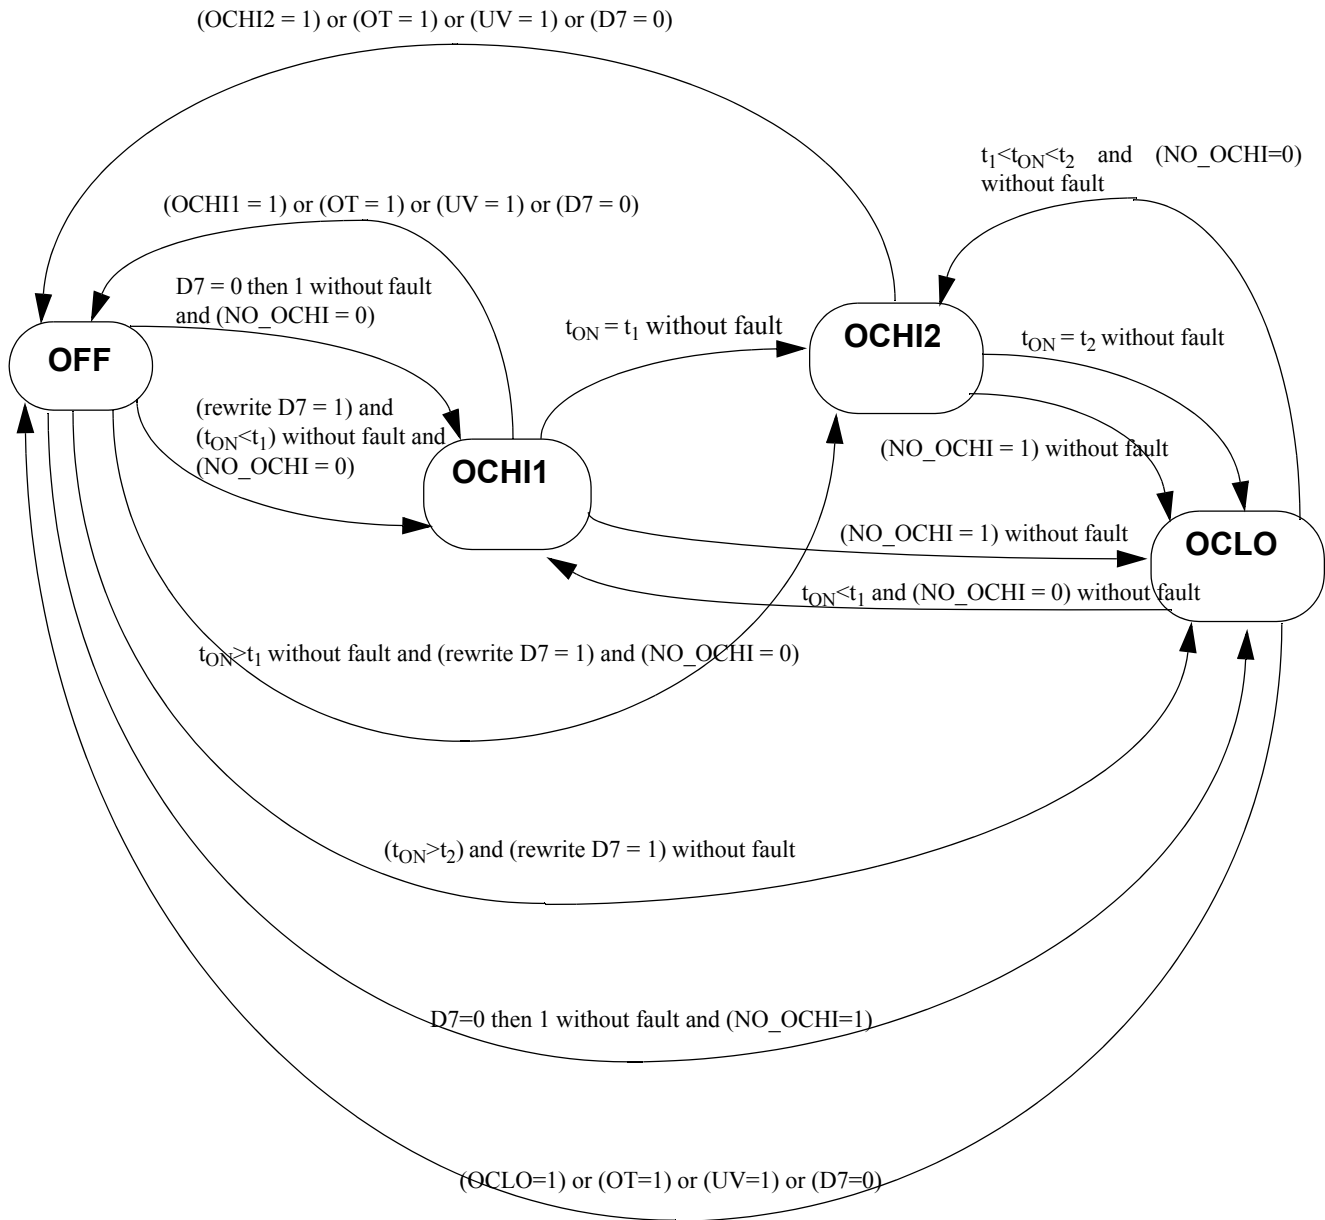 (OCHI2 = 1) or (OT = 1) or (UV = 1) or (D7 = 0)
t1<tON<t2 and (NO_OCHI=0)
without fault
(OCHI1 = 1) or (OT = 1) or (UV = 1) or (D7 = 0)
D7 = 0 then 1 without fault
and (NO_OCHI = 0)
tON = t1 without fault
OCHI2
tON = t2 without fault
OFF
(rewrite D7 = 1) and
(tON<t1) without fault and
(NO_OCHI = 0)
(NO_OCHI = 1) without fault
OCHI1
(NO_OCHI = 1) without fault
OCLO
tON<t1 and (NO_OCHI = 0) without fault
tON>t1 without fault and (rewrite D7 = 1) and (NO_OCHI = 0)
(tON>t2) and (rewrite D7 = 1) without fault
D7=0 then 1 without fault and (NO_OCHI=1)
(OCLO=1) or (OT=1) or (UV=1) or (D7=0)